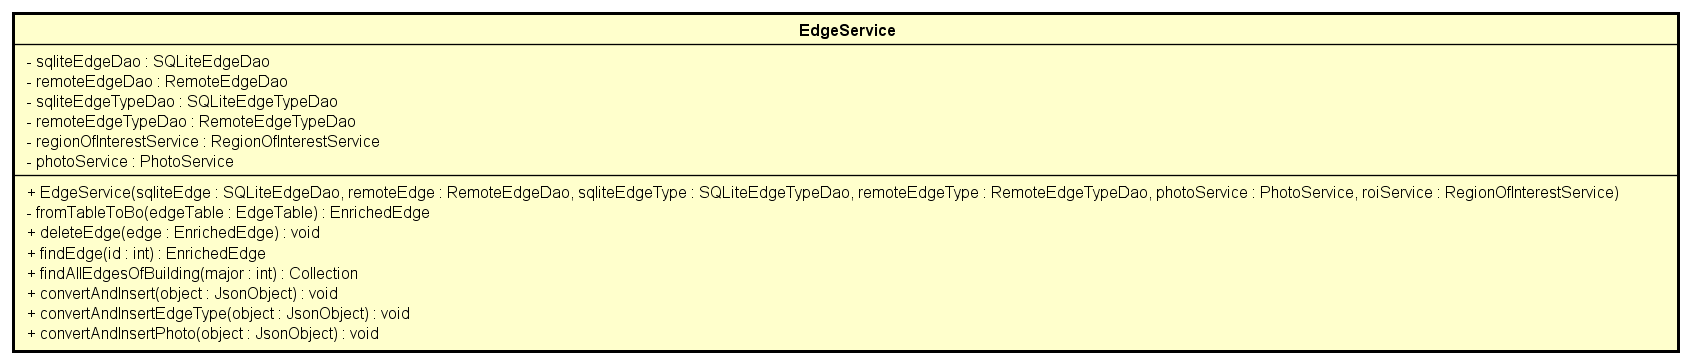 EdgeService
- sqliteEdgeDao : SQLiteEdgeDao
- remoteEdgeDao : RemoteEdgeDao
- sqliteEdgeTypeDao : SQLiteEdgeTypeDao
- remoteEdgeTypeDao : RemoteEdgeTypeDao
- regionOfInterestService : RegionOfInterestService
- photoService : PhotoService
+ EdgeService(sqliteEdge : SQLiteEdgeDao, remoteEdge : RemoteEdgeDao, sqliteEdgeType : SQLiteEdgeTypeDao, remoteEdgeType : RemoteEdgeTypeDao, photoService : PhotoService, roiService : RegionOfInterestService)
- fromTableToBo(edgeTable : EdgeTable) : EnrichedEdge
+ deleteEdge(edge : EnrichedEdge) : void
+ findEdge(id : int) : EnrichedEdge
+ findAllEdgesOfBuilding(major : int) : Collection
+ convertAndInsert(object : JsonObject) : void
+ convertAndInsertEdgeType(object : JsonObject) : void
+ convertAndInsertPhoto(object : JsonObject) : void